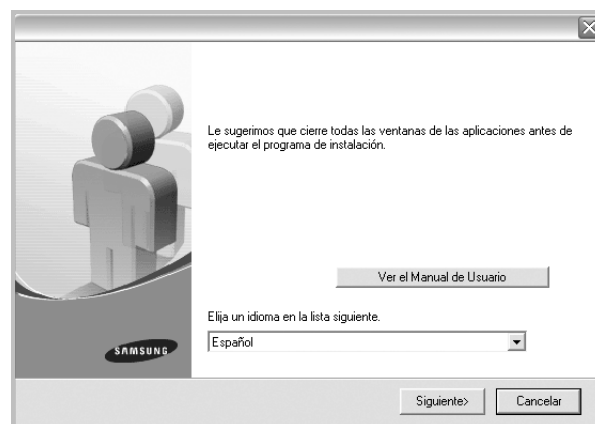 Le sugerimos que cierre todas las ventanas de las aplicaciones antes de
ejecutar el programa de instalación.
Ver el Manual de Usuario
Elija un idioma en la lista siguiente.
Español
SAMSUNG
Siguiente>
Cancelar